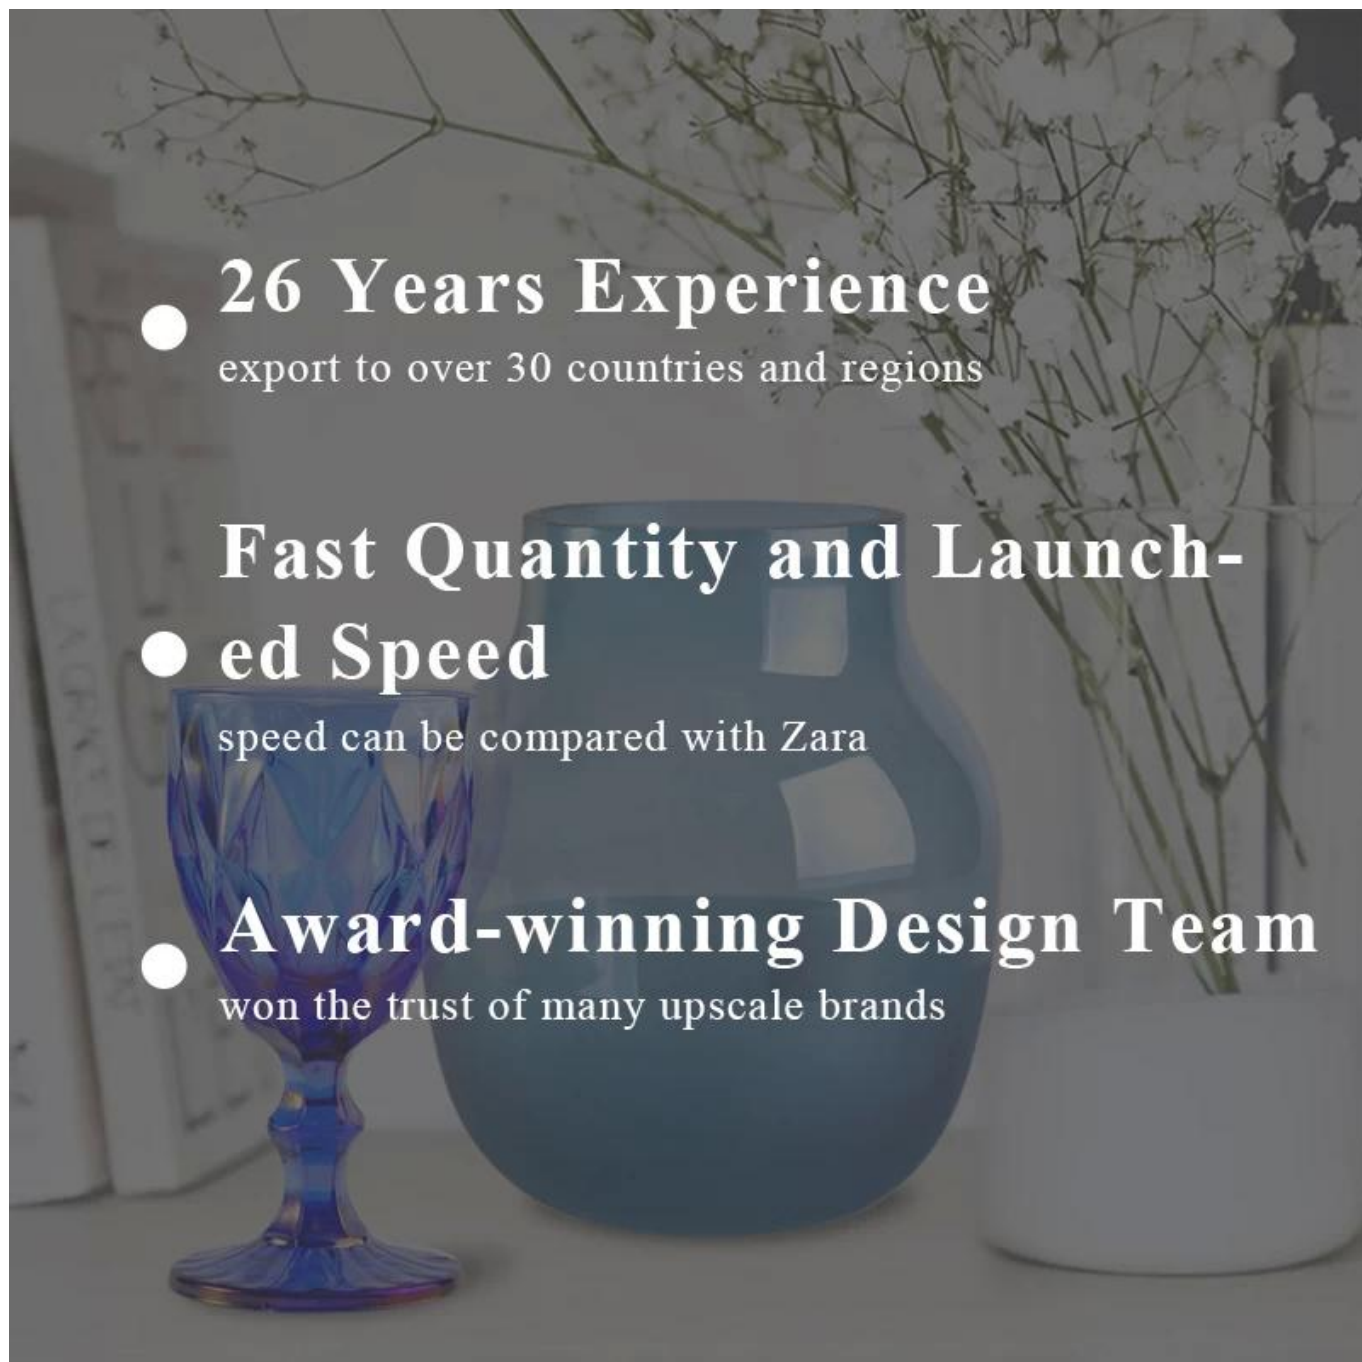 26 Years Experience
export to over 30 countries and regions
Fast Quantity and Launch-
ed Speed
speed can be compared with Zara
Award-winning Design Team
won the trust of many upscale brands